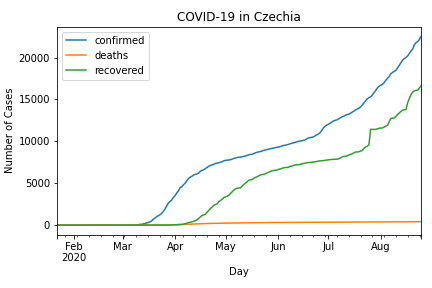 COVID-19 in Czechia
confirmed
deaths
recovered
Number of Cases
20000
15000
10000
5000
0
Feb Mar Apr May Jun Jul Aug
2020
Day